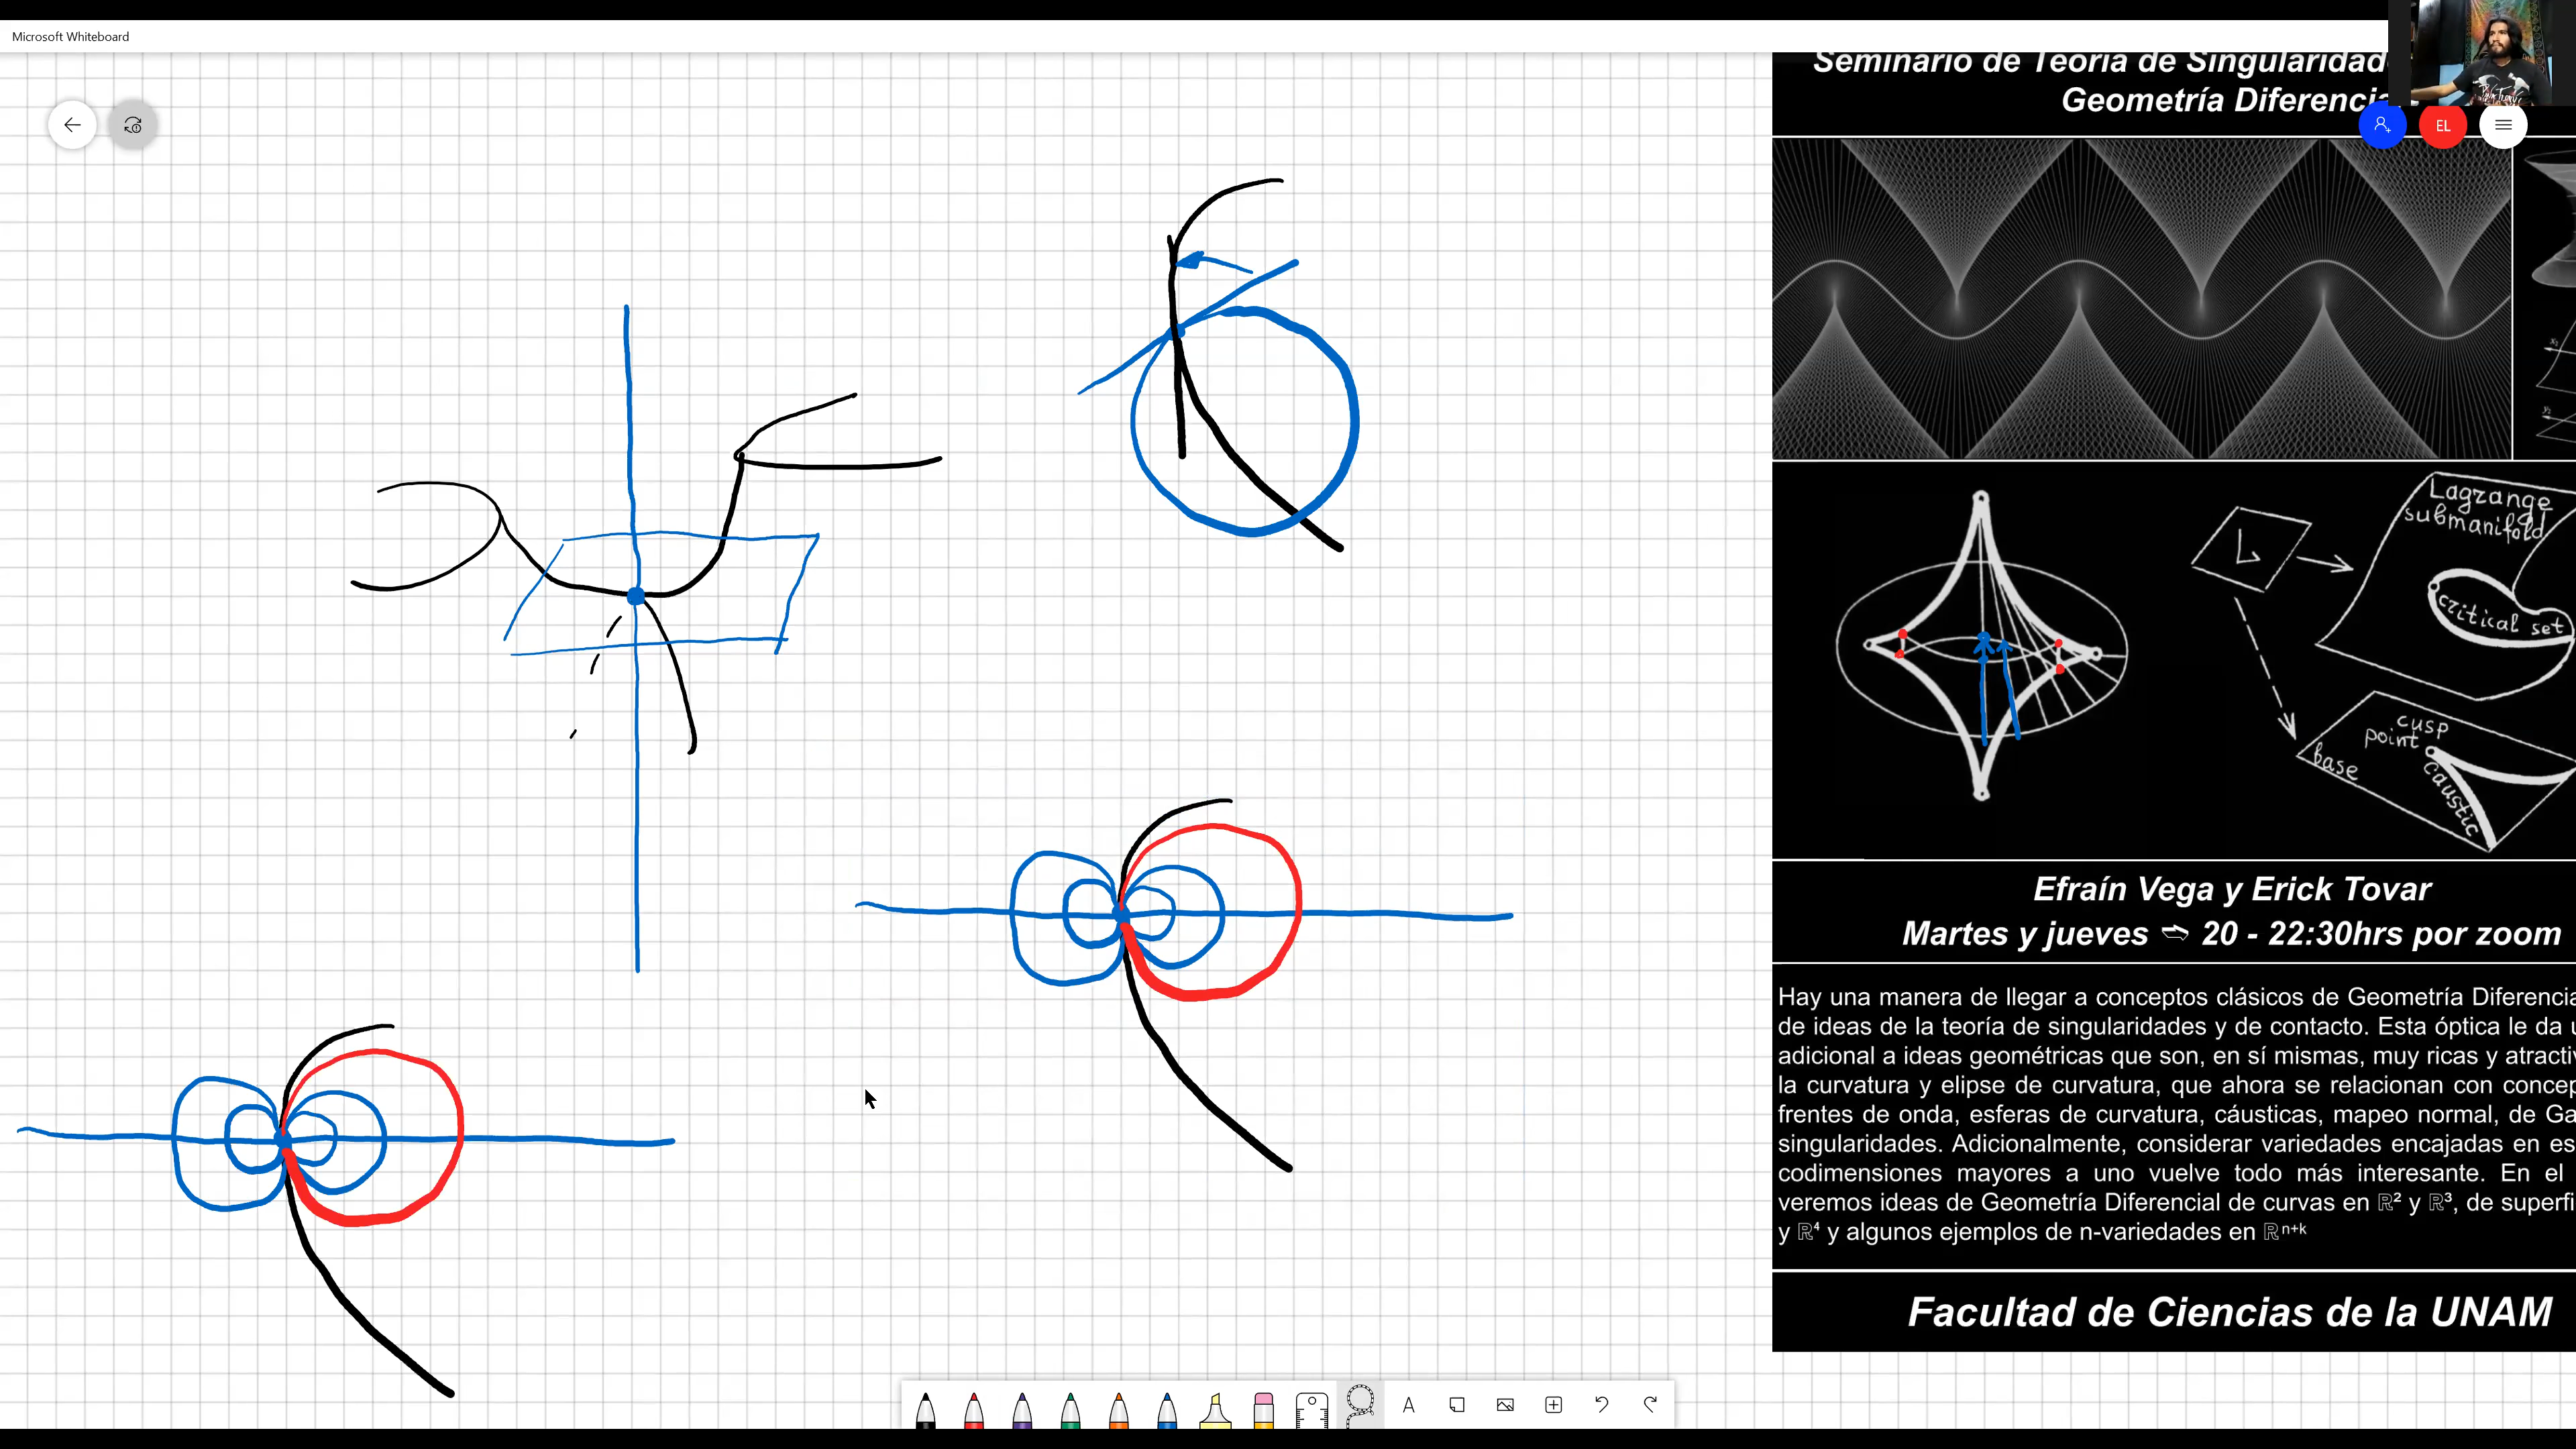 Microsoft Whiteboard
Seminario de Teoría de Singularidad
Geometría Diferencia
EL
x₃
y₂
Lagrange
submanifold
L
critical set
cusp
point
base
caustic
Efraín Vega y Erick Tovar
Martes y jueves ➩ 20 - 22:30hrs por zoom
Hay una manera de llegar a conceptos clásicos de Geometría Diferencia
de ideas de la teoría de singularidades y de contacto. Esta óptica le da u
adicional a ideas geométricas que son, en sí mismas, muy ricas y atracti
la curvatura y elipse de curvatura, que ahora se relacionan con concep
frentes de onda, esferas de curvatura, cáusticas, mapeo normal, de Ga
singularidades. Adicionalmente, considerar variedades encajadas en es
codimensiones mayores a uno vuelve todo más interesante. En el
veremos ideas de Geometría Diferencial de curvas en ℝ² y ℝ³, de superfi
y ℝ⁴ y algunos ejemplos de n-variedades en ℝⁿ⁺ᵏ
Facultad de Ciencias de la UNAM
A